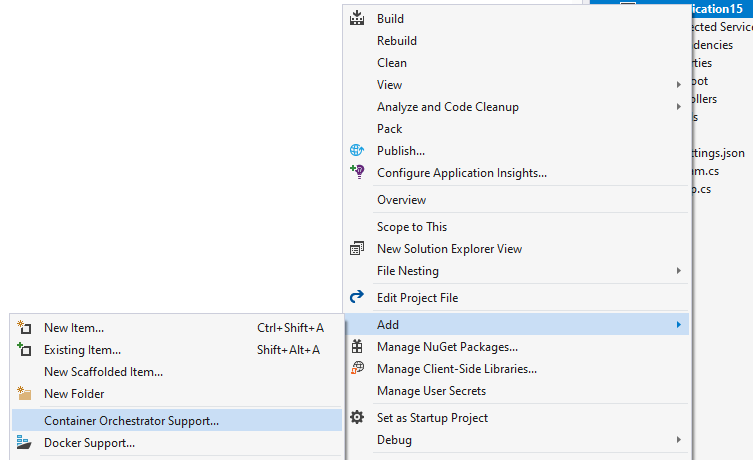 ication15
Build
Rebuild
ected Servic
Clean
dencies
View
rties
Analyze and Code Cleanup
oot
Pack
ollers
Publish...
s
Configure Application Insights...
ttings.json
m.cs
Overview
o.cs
Scope to This
New Solution Explorer View
File Nesting
Edit Project File
Add
New Item... Ctrl+Shift+A
Existing Item... Shift+Alt+A
New Scaffolded Item...
New Folder
Container Orchestrator Support...
Docker Support...
Manage NuGet Packages...
Manage Client-Side Libraries...
Manage User Secrets
Set as Startup Project
Debug